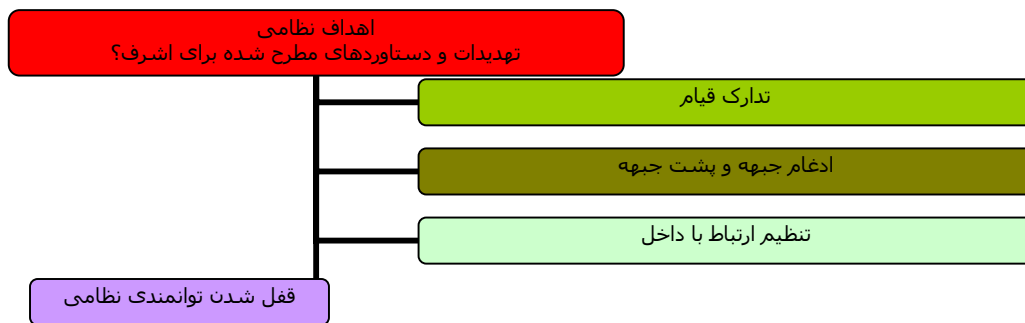 اهداف نظامی
تهدیدات و دستاوردهای مطرح شده برای اشرف؟
تدارک قیام
ادغام جبهه و پشت جبهه
تنظیم ارتباط با داخل
قفل شدن توانمندی نظامی